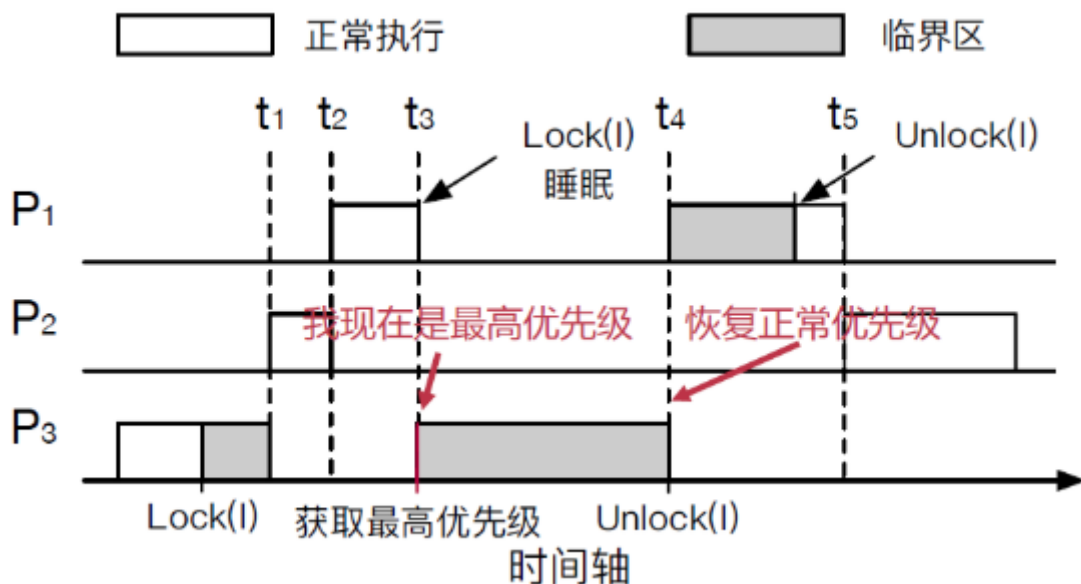 正常执行 临界区
t1 t2 t3 t4 t5
Lock(l) Unlock(l)
睡眠
P1
P2 我现在是最高优先级 恢复正常优先级
P3
Lock(l) 获取最高优先级 Unlock(l)
时间轴